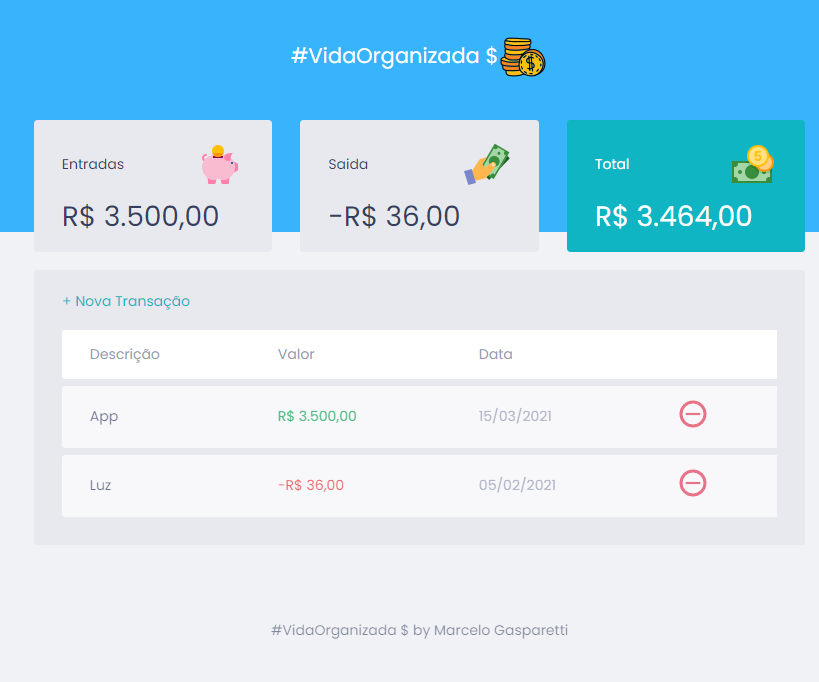 #VidaOrganizada $
Entradas
R$ 3.500,00
Saida
-R$ 36,00
Total
R$ 3.464,00
+ Nova Transação
Descrição Valor Data
App R$ 3.500,00 15/03/2021
Luz -R$ 36,00 05/02/2021
#VidaOrganizada $ by Marcelo Gasparetti